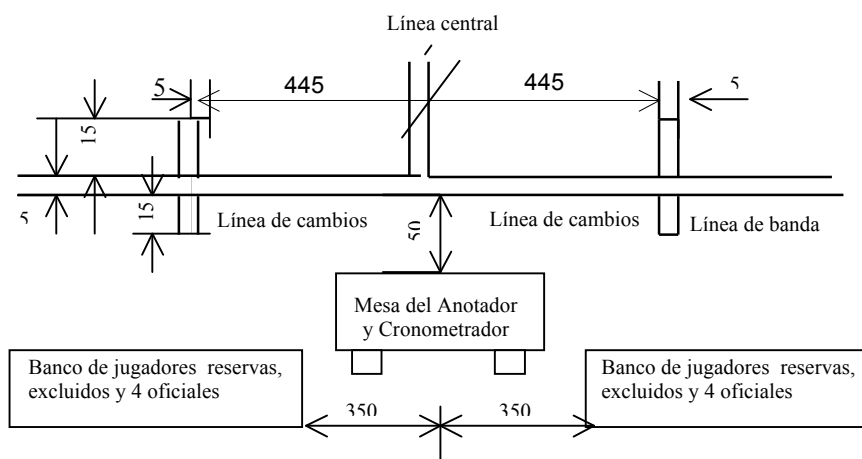 Línea central
5
445
445
5
15
15
5
Línea de cambios
50
Línea de cambios
Línea de banda
Mesa del Anotador
y Cronometrador
Banco de jugadores reservas,
excluidos y 4 oficiales
Banco de jugadores reservas,
excluidos y 4 oficiales
350
350